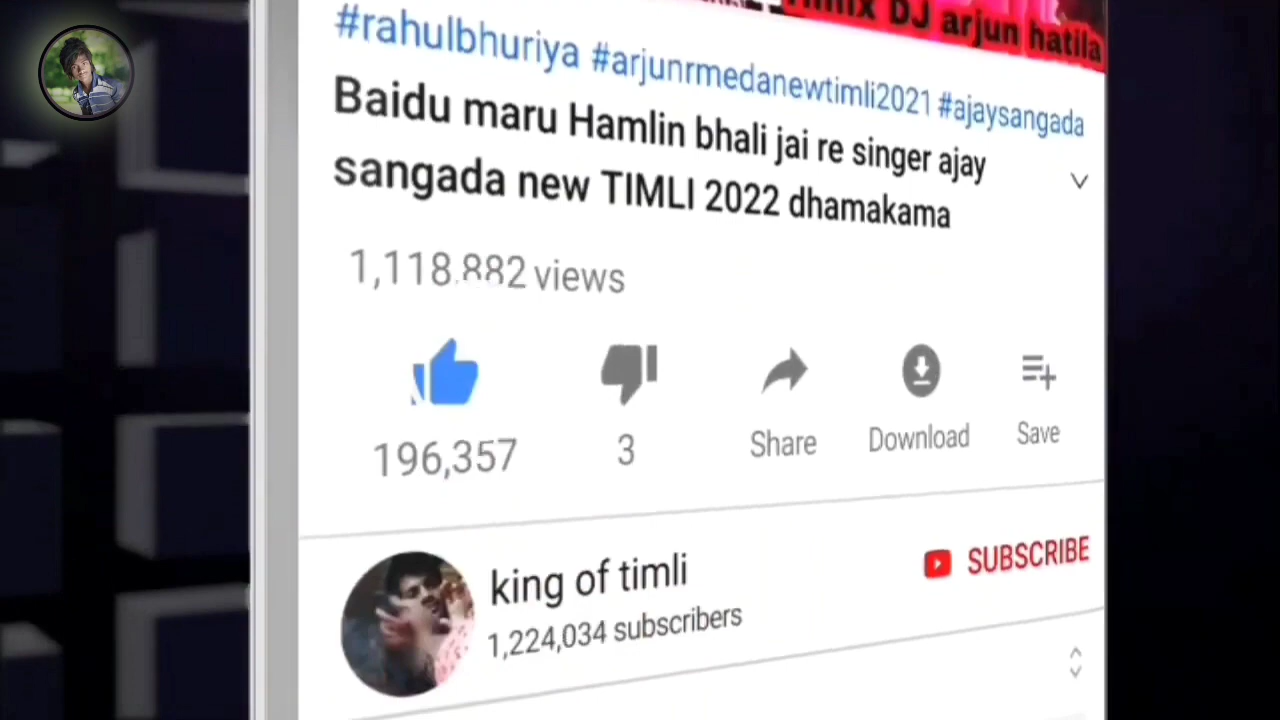 DJ arjun hatila
#rahulbhuriya #arjunrmedanewtimli2021 #ajaysangada
Baidu maru Hamlin bhali jai re singer ajay
sangada new TIMLI 2022 dhamakama
1,118,882 views
196,357
3
Share
Download
Save
king of timli
SUBSCRIBE
1,224,034 subscribers